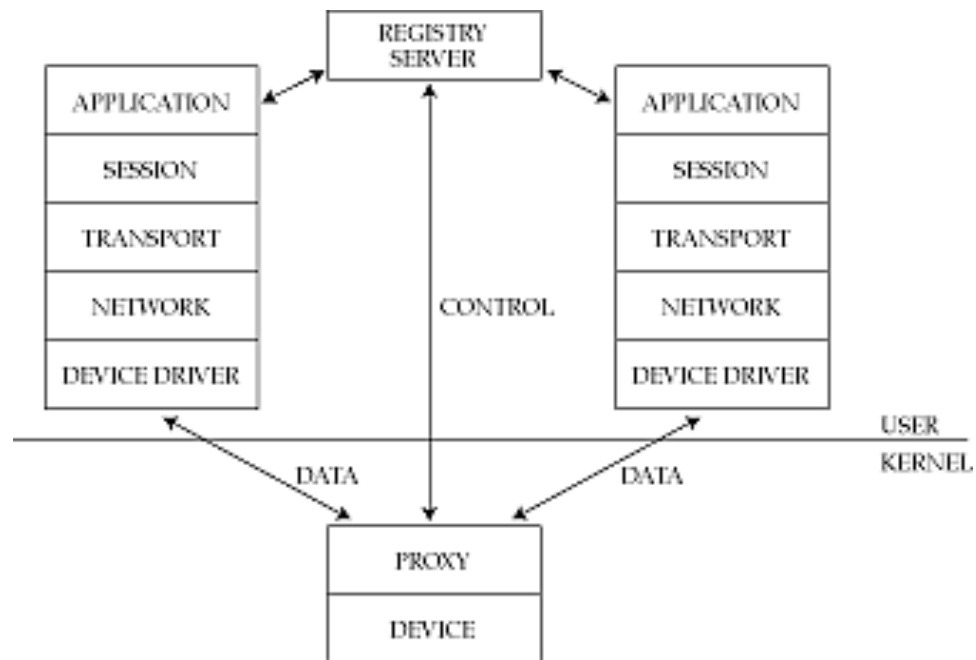 REGISTRY
SERVER
APPLICATION
SESSION
TRANSPORT
NETWORK
DEVICE DRIVER
CONTROL
APPLICATION
SESSION
TRANSPORT
NETWORK
DEVICE DRIVER
USER
KERNEL
DATA
DATA
PROXY
DEVICE